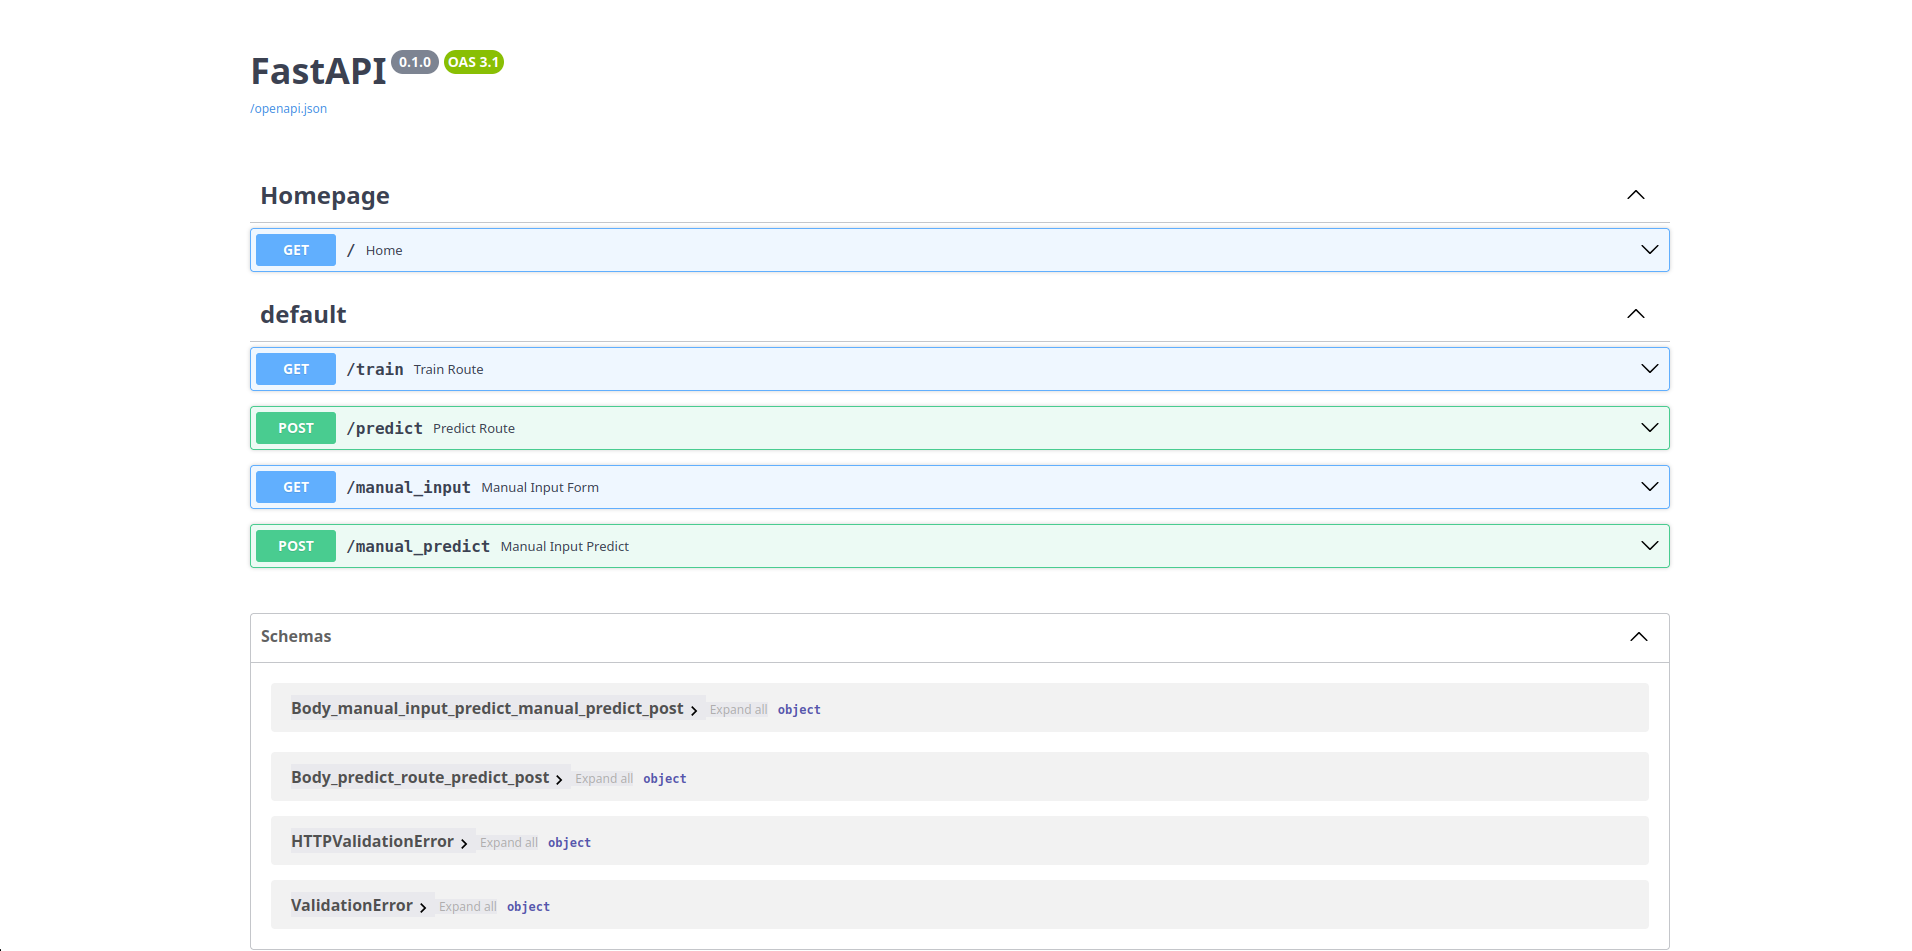 FastAPI 0.1.0 OAS 3.1
/openapi.json
Homepage
GET / Home
default
GET /train Train Route
POST /predict Predict Route
GET /manual_input Manual Input Form
POST /manual_predict Manual Input Predict
Schemas
Body_manual_input_predict_manual_predict_post Expand all object
Body_predict_route_predict_post Expand all object
HTTPValidationError Expand all object
ValidationError Expand all object